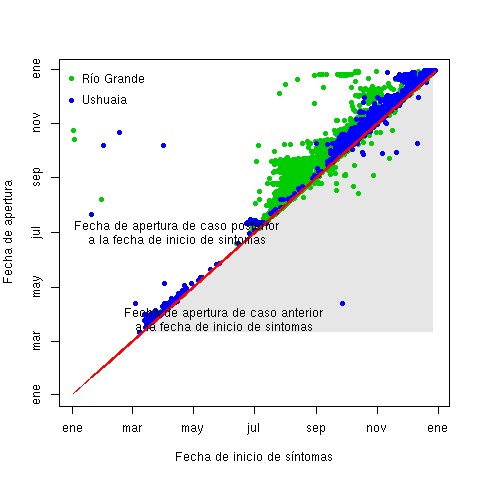 Río Grande
Ushuaia
Fecha de apertura de caso posterior
a la fecha de inicio de síntomas
Fecha de apertura de caso anterior
a la fecha de inicio de síntomas
Fecha de apertura
ene
nov
sep
jul
may
mar
ene
ene
mar
may
jul
sep
nov
ene
Fecha de inicio de síntomas